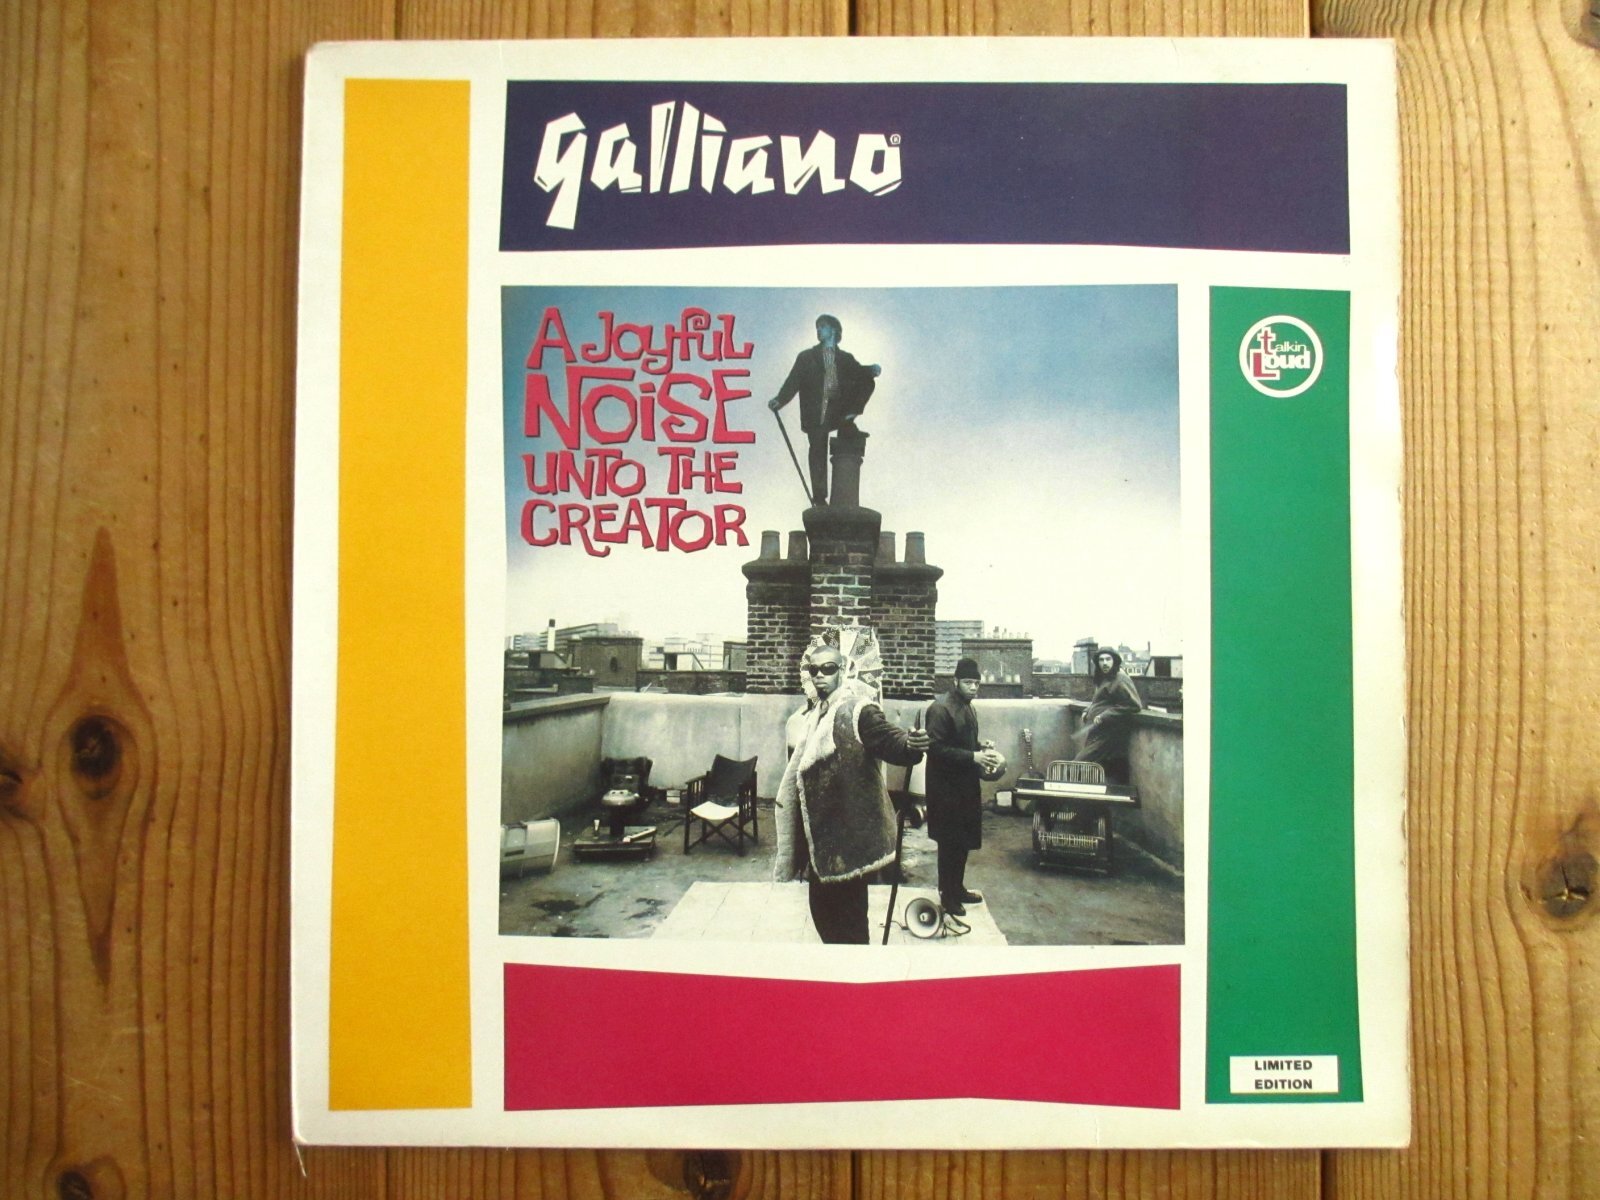 galliano®
A Joyful
Noise
unto the
Creator
talkin
Loud
LIMITED
EDITION